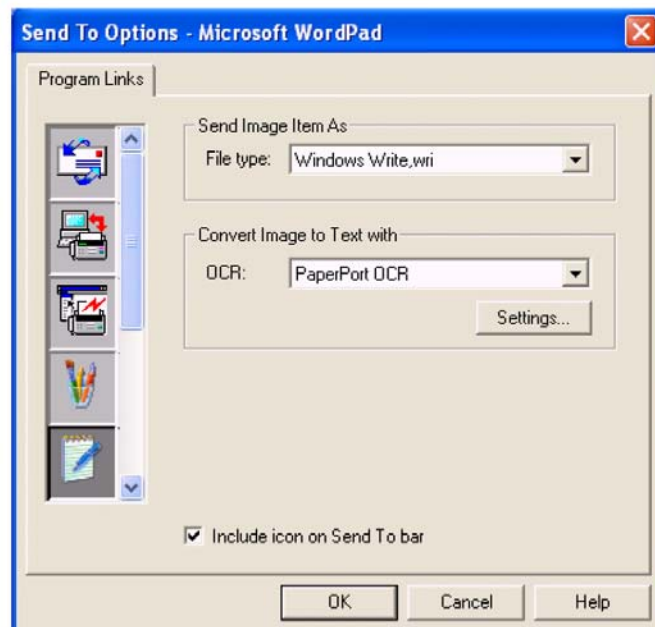 Send To Options - Microsoft WordPad
Program Links
Send Image Item As
File type: Windows Write,wri
Convert Image to Text with
OCR: PaperPort OCR
Settings...
Include icon on Send To bar
OK Cancel Help